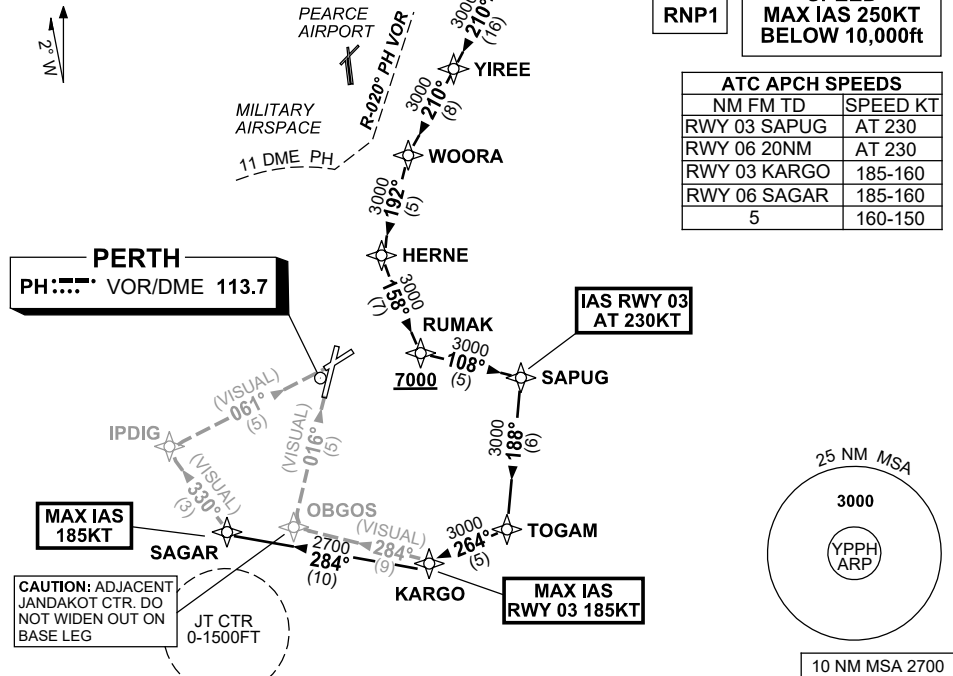 SPEED
RNP1
MAX IAS 250KT
BELOW 10,000ft
PEARCE
AIRPORT
2° W
R-020° PH VOR
3000
210°
(16)
YIREE
3000
210°
(8)
MILITARY
AIRSPACE
11 DME PH
WOORA
ATC APCH SPEEDS
NM FM TD SPEED KT
RWY 03 SAPUG AT 230
RWY 06 20NM AT 230
RWY 03 KARGO 185-160
RWY 06 SAGAR 185-160
5 160-150
3000
192°
(5)
HERNE
PERTH
PH VOR/DME 113.7
3000
158°
(7)
RUMAK
7000
3000
108°
(5)
IAS RWY 03
AT 230KT
SAPUG
(VISUAL)
061°
(5)
IPDIG
(VISUAL)
016°
(5)
3000
188°
(6)
(VISUAL)
330°
(3)
25 NM MSA
3000
YPPH
ARP
10 NM MSA 2700
MAX IAS
185KT
SAGAR
OBGOS
(VISUAL)
284°
(9)
2700
284°
(10)
3000
264°
(5)
TOGAM
KARGO
MAX IAS
RWY 03 185KT
CAUTION: ADJACENT
JANDAKOT CTR. DO
NOT WIDEN OUT ON
BASE LEG
JT CTR
0-1500FT